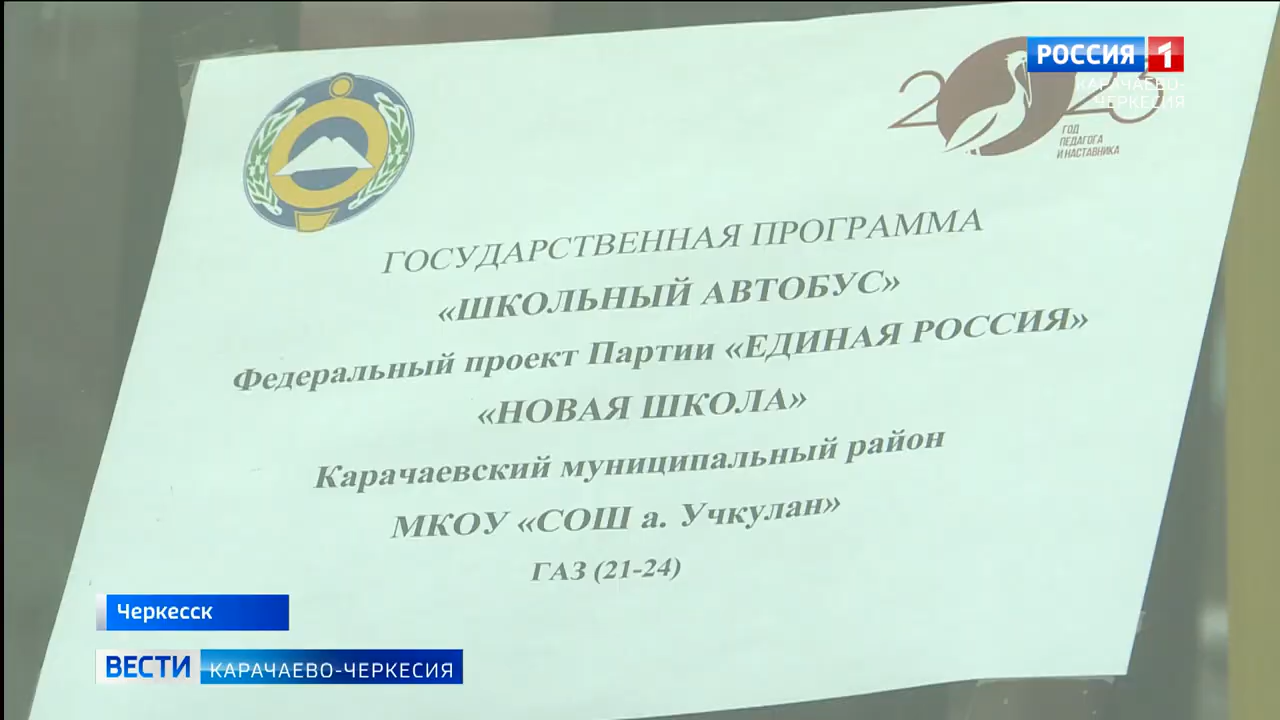 РОССИЯ 1
КАРАЧАЕВО-
ЧЕРКЕСИЯ
2023
ГОД
ПЕДАГОГА
И НАСТАВНИКА
ГОСУДАРСТВЕННАЯ ПРОГРАММА
«ШКОЛЬНЫЙ АВТОБУС»
Федеральный проект Партии «ЕДИНАЯ РОССИЯ»
«НОВАЯ ШКОЛА»
Карачаевский муниципальный район
МКОУ «СОШ а. Учкулан»
ГАЗ (21-24)
Черкесск
ВЕСТИ КАРАЧАЕВО-ЧЕРКЕСИЯ